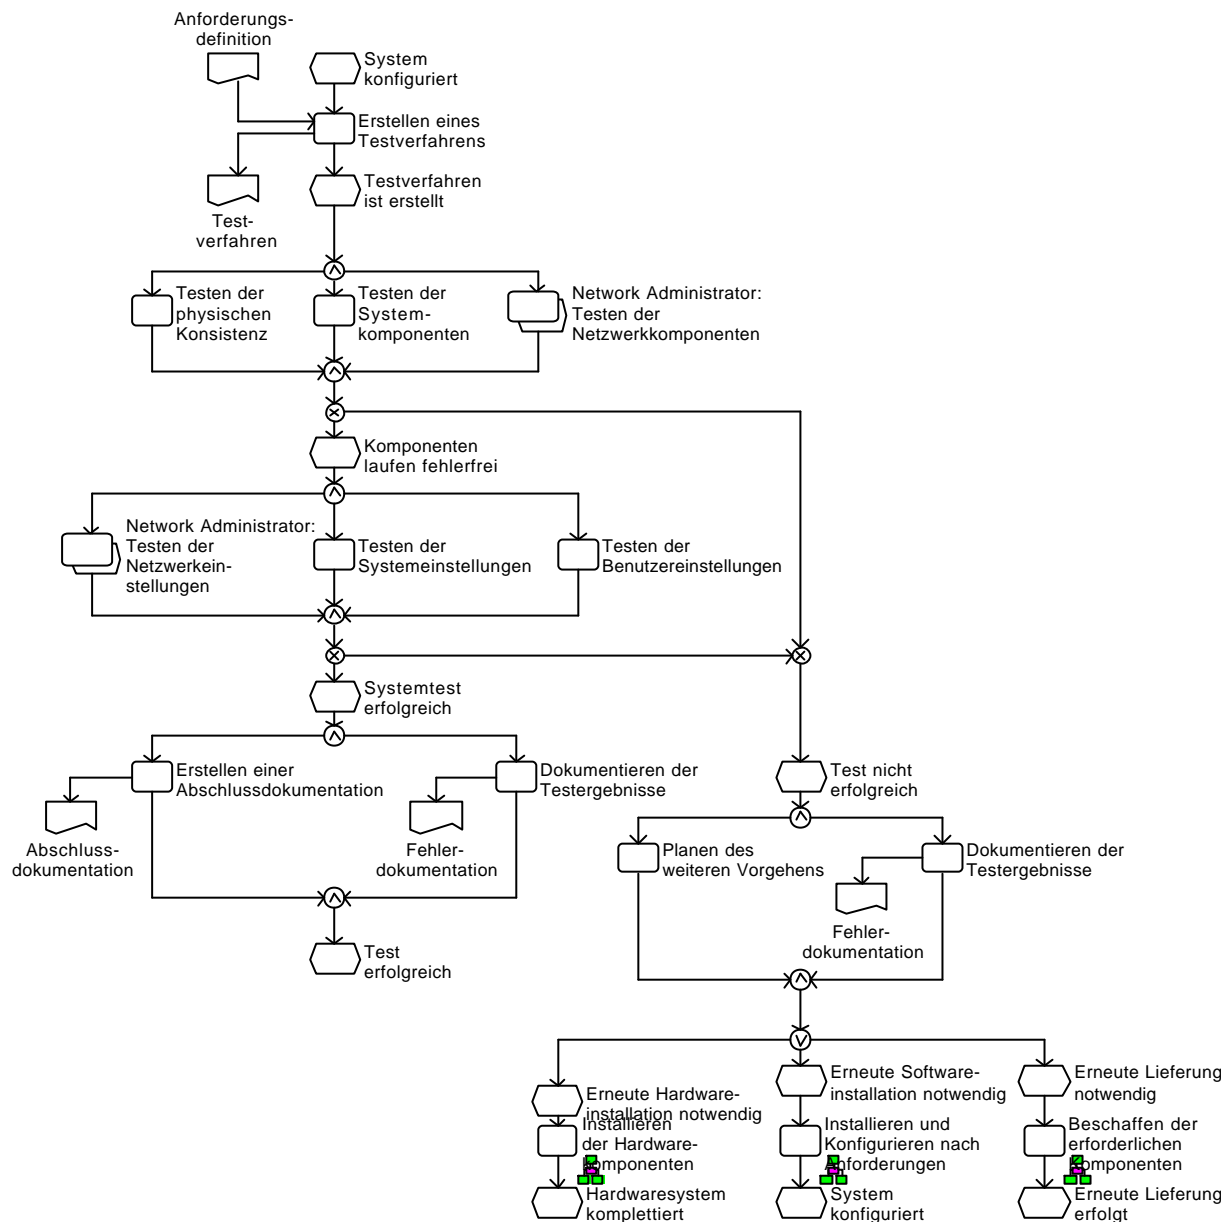 Anforderungs-
definition
System
konfiguriert
Erstellen eines
Testverfahrens
Testverfahren
ist erstellt
Test-
verfahren
Testen der
physischen
Konsistenz
Testen der
System-
komponenten
Network Administrator:
Testen der
Netzwerkkomponenten
Komponenten
laufen fehlerfrei
Network Administrator:
Testen der
Netzwerkein-
stellungen
Testen der
Systemeinstellungen
Testen der
Benutzereinstellungen
Systemtest
erfolgreich
Erstellen einer
Abschlussdokumentation
Dokumentieren der
Testergebnisse
Test nicht
erfolgreich
Abschluss-
dokumentation
Fehler-
dokumentation
Planen des
weiteren Vorgehens
Dokumentieren der
Testergebnisse
Fehler-
dokumentation
Test
erfolgreich
Erneute Hardware-
installation notwendig
Erneute Software-
installation notwendig
Erneute Lieferung
notwendig
Installieren
der Hardware-
komponenten
Installieren und
Konfigurieren nach
Anforderungen
Beschaffen der
erforderlichen
Komponenten
Hardwaresystem
komplettiert
System
konfiguriert
Erneute Lieferung
erfolgt